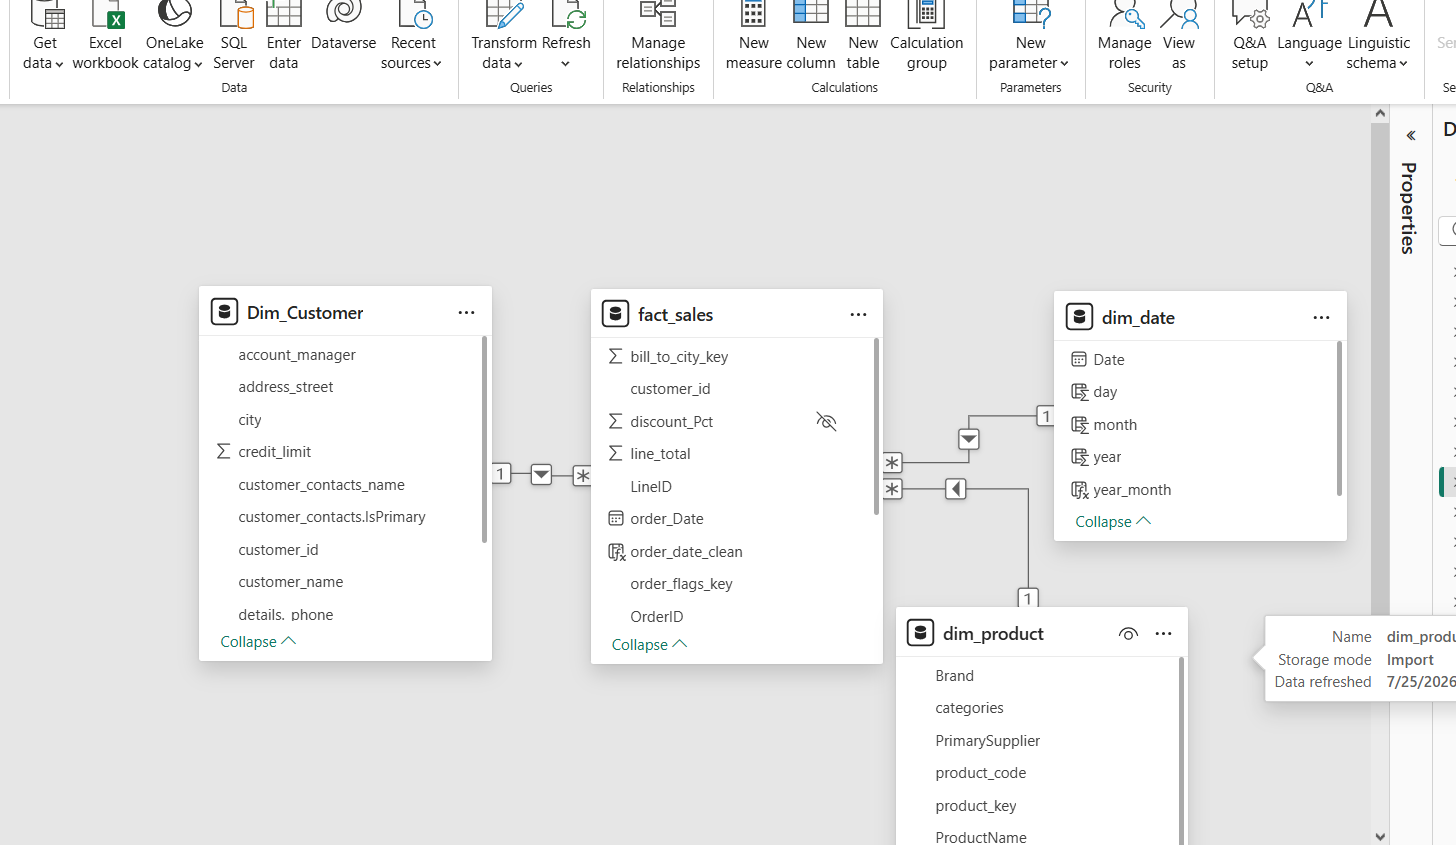 Get data
Excel workbook
OneLake catalog
SQL Server
Enter data
Dataverse
Recent sources
Data
Transform data
Refresh
Queries
Manage relationships
Relationships
New measure
New column
New table
Calculation group
Calculations
New parameter
Parameters
Manage roles
View as
Security
Q&A setup
Language
Linguistic schema
Q&A
Properties
Dim_Customer
account_manager
address_street
city
credit_limit
customer_contacts_name
customer_contacts.IsPrimary
customer_id
customer_name
details. phone
Collapse
1
*
fact_sales
bill_to_city_key
customer_id
discount_Pct
line_total
LineID
order_Date
order_date_clean
order_flags_key
OrderID
Collapse
*
1
*
1
dim_date
Date
day
month
year
year_month
Collapse
dim_product
Brand
categories
PrimarySupplier
product_code
product_key
ProductName
Name dim_produ
Storage mode Import
Data refreshed 7/25/2026